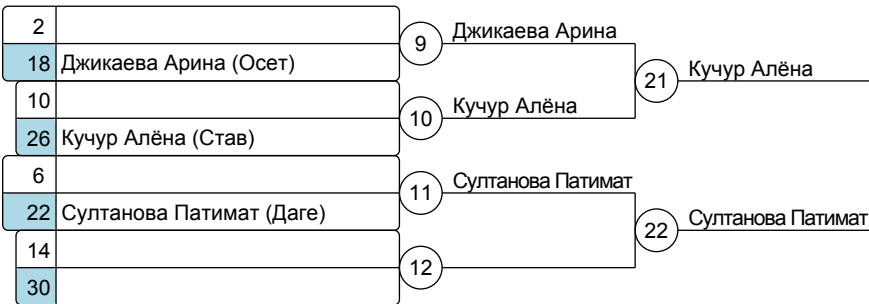 2
18 Джикаева Арина (Осет)
9
Джикаева Арина
10
26 Кучур Алёна (Став)
10
Кучур Алёна
21
Кучур Алёна
6
22 Султанова Патимат (Даге)
11
Султанова Патимат
14
30
12
22
Султанова Патимат